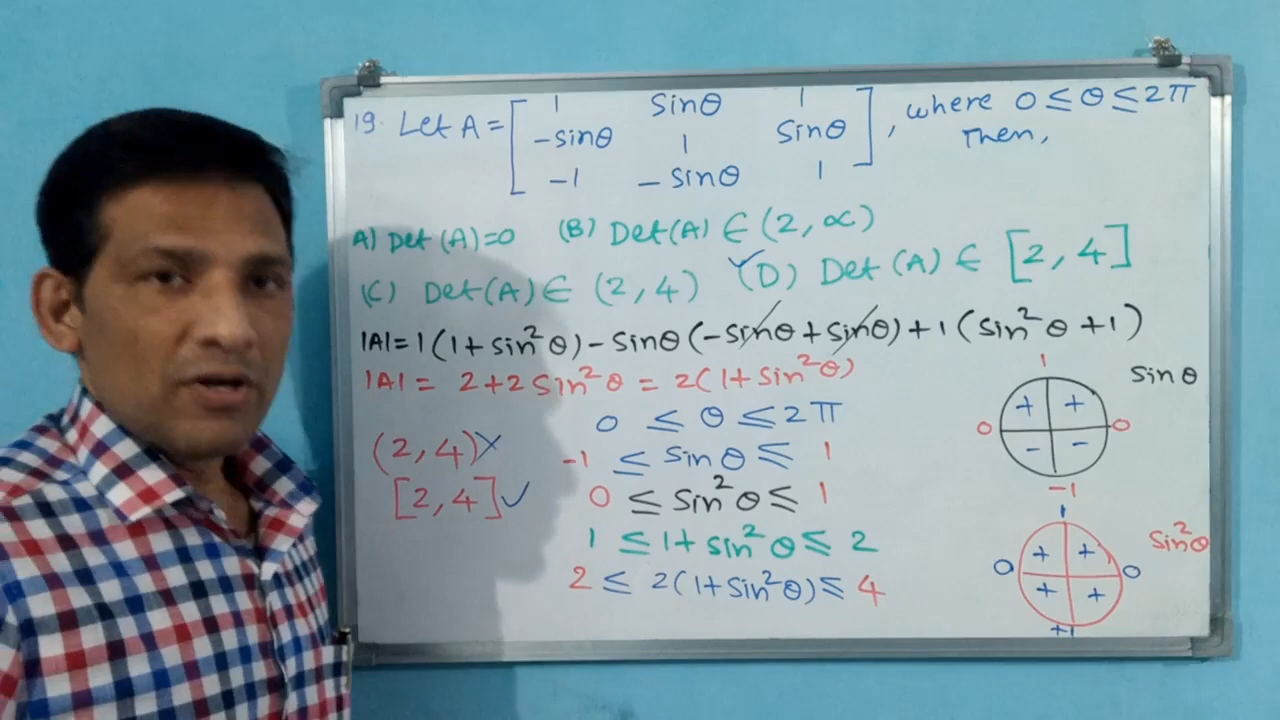 19. Let A = [ 1 sinθ 1 ], where 0 ≤ θ ≤ 2π
[ -sinθ 1 sinθ ] Then,
[ -1 -sinθ 1 ]
A) Det(A)=0 (B) Det(A) ∈ (2, ∝)
(C) Det(A) ∈ (2, 4) ✓(D) Det(A) ∈ [2, 4]
|A| = 1(1+sin²θ) - sinθ(-sinθ + sinθ) + 1(sin²θ + 1)
|A| = 2+2sin²θ = 2(1+sin²θ)
0 ≤ θ ≤ 2π
(2,4)×
-1 ≤ sinθ ≤ 1
[2,4]✓
0 ≤ sin²θ ≤ 1
1 ≤ 1+sin²θ ≤ 2
2 ≤ 2(1+sin²θ) ≤ 4
1 sinθ
+ +
0 0
- -
-1
1
sin²θ
+ +
0 0
+ +
+1